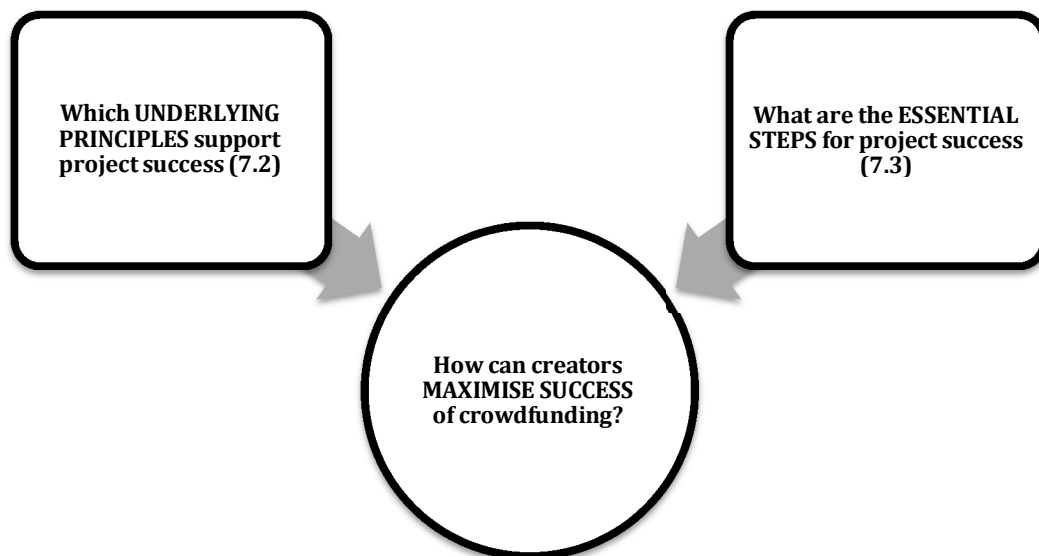 Which UNDERLYING
PRINCIPLES support
project success (7.2)
What are the ESSENTIAL
STEPS for project success
(7.3)
How can creators
MAXIMISE SUCCESS
of crowdfunding?